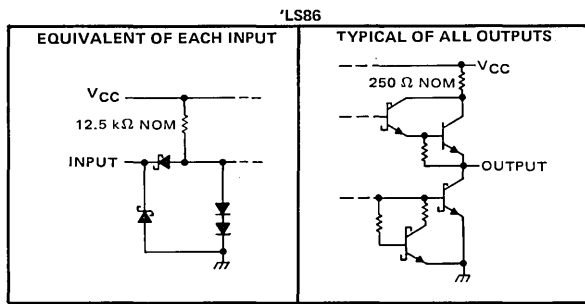 'LS86
EQUIVALENT OF EACH INPUT
VCC
12.5 kΩ NOM
INPUT
TYPICAL OF ALL OUTPUTS
VCC
250 Ω NOM
OUTPUT